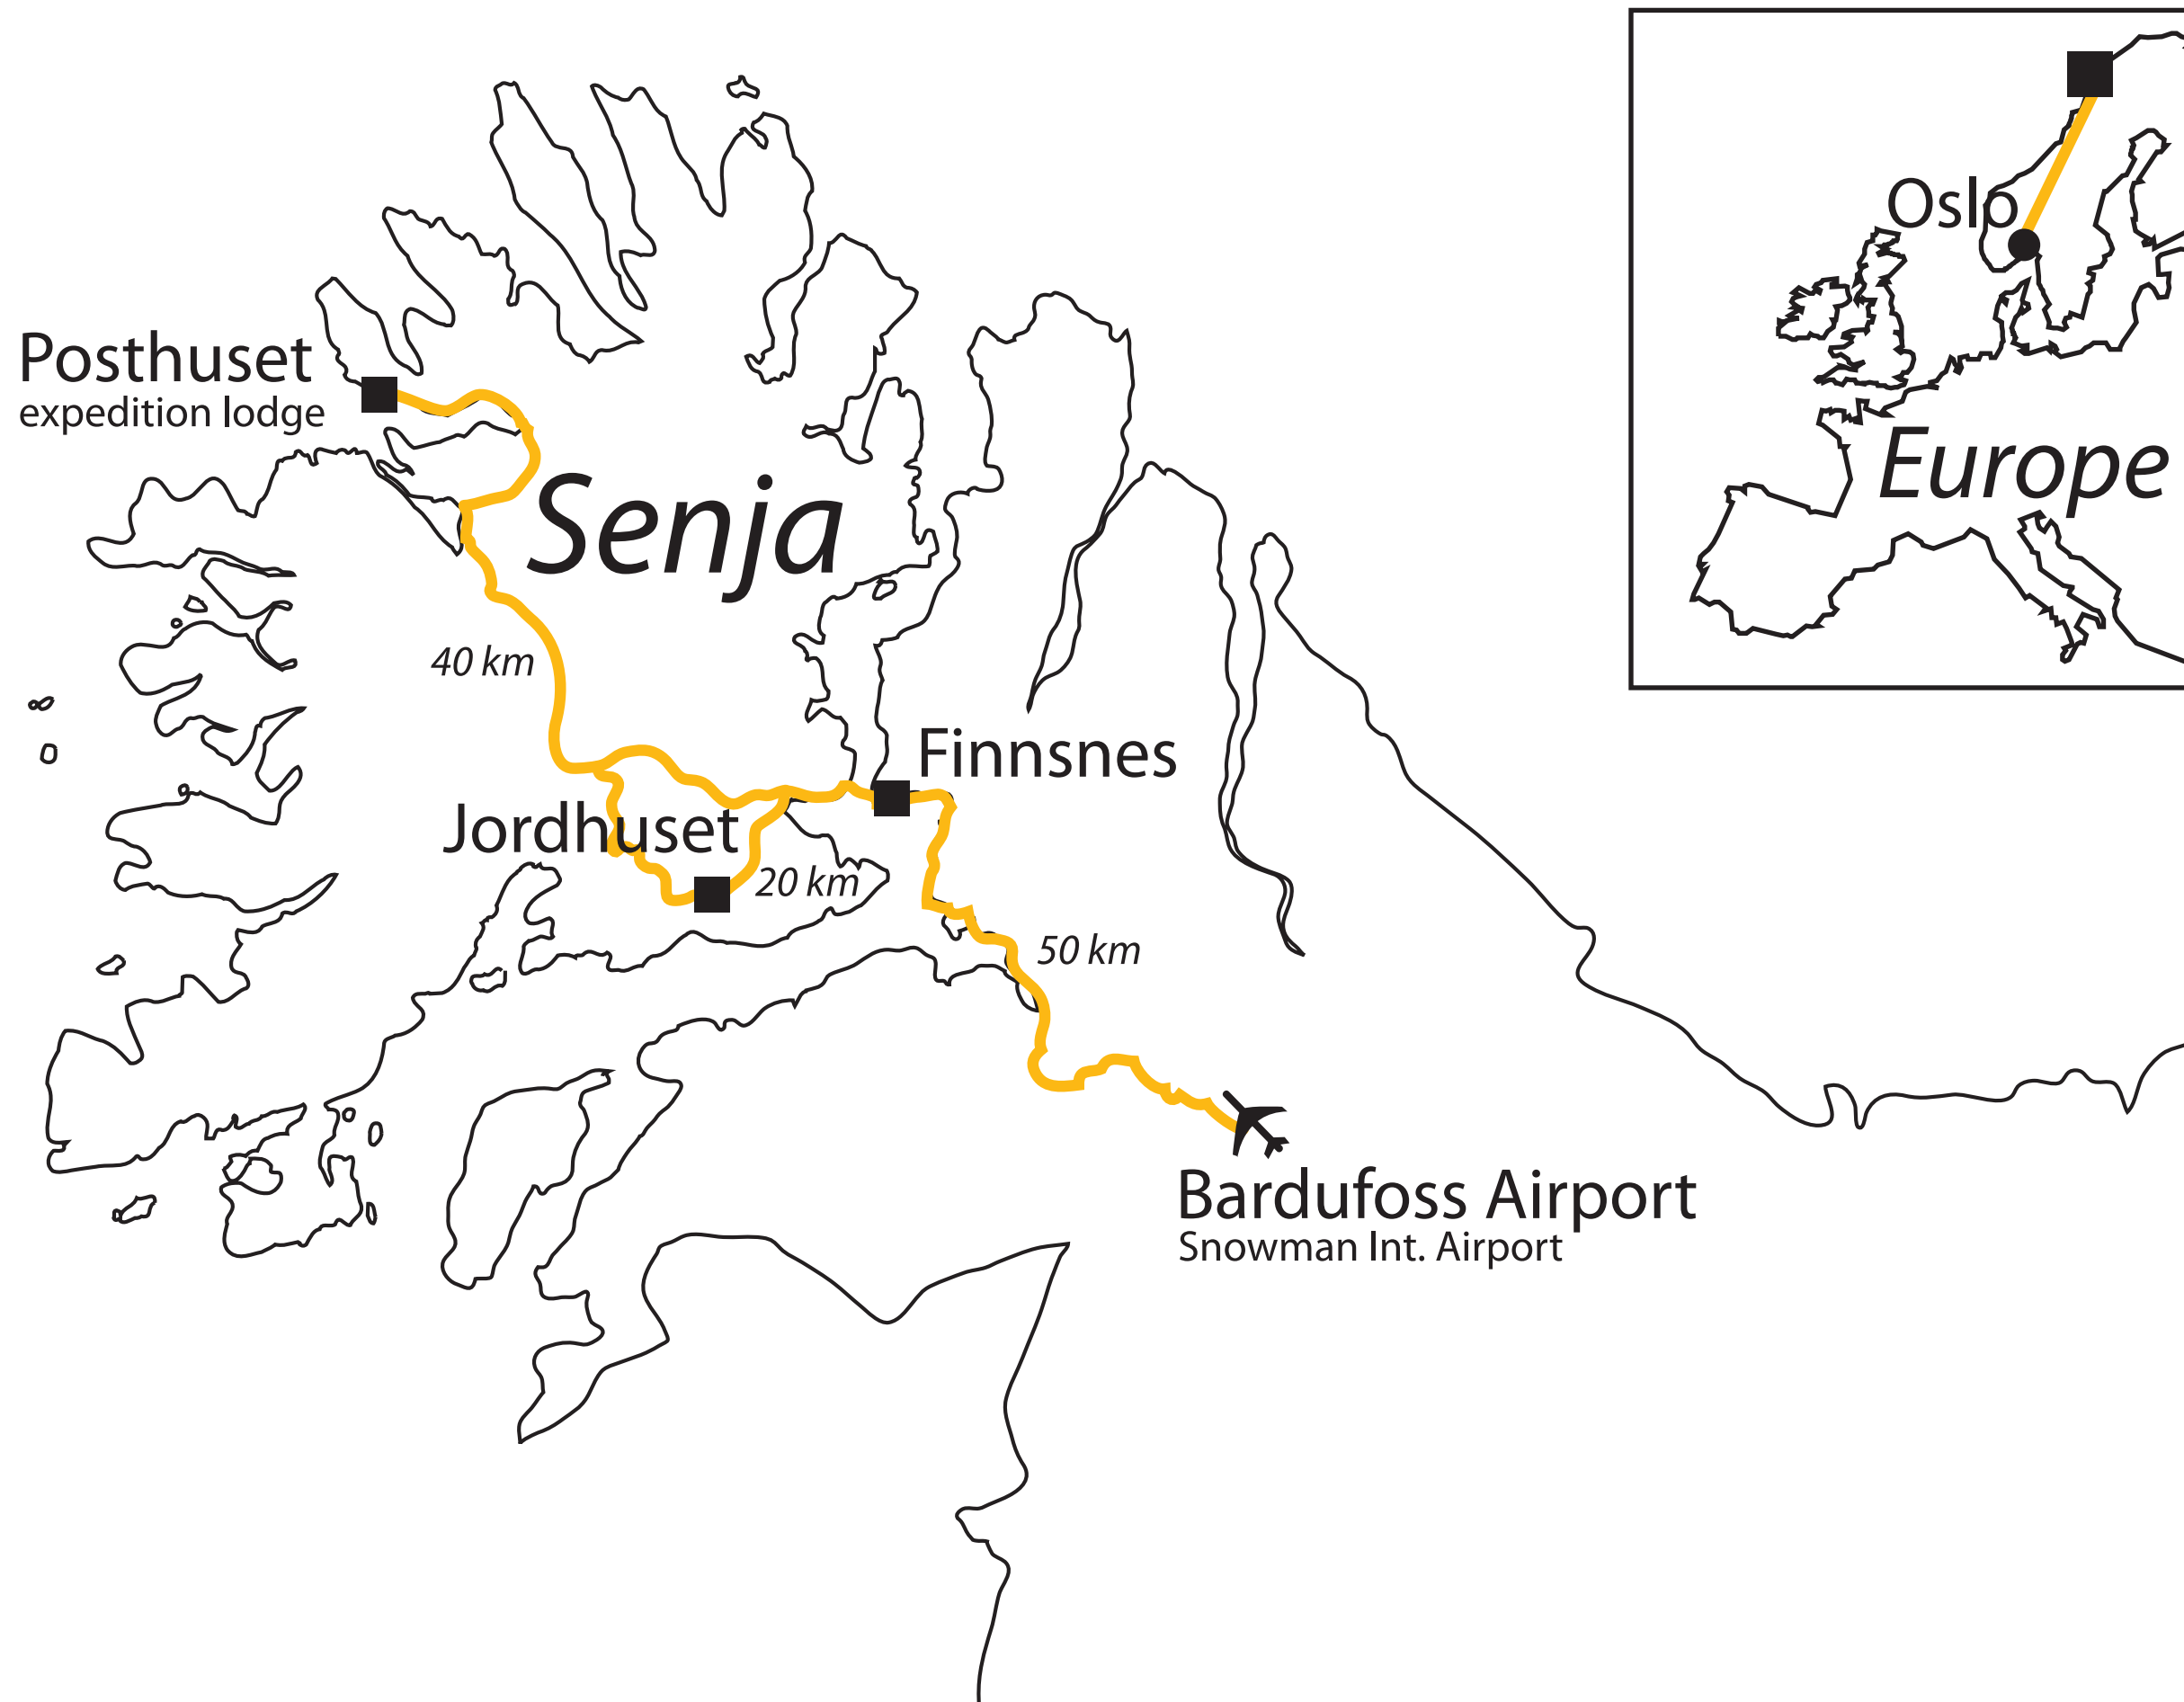 Oslo
Europe
Posthuset
expedition lodge
Senja
40 km
Finnsnes
Jordhuset
20 km
50 km
Bardufoss Airport
Snowman Int. Airport